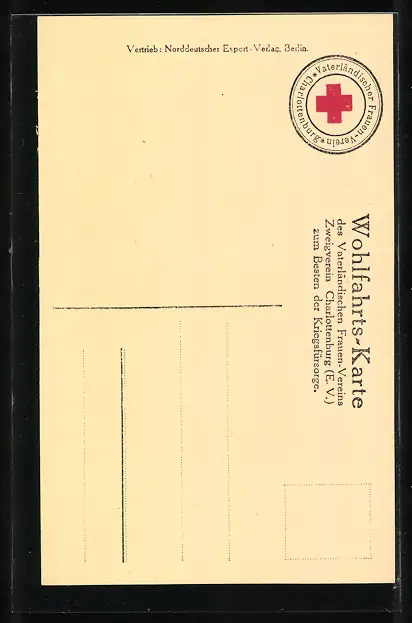 Vertrieb: Norddeutscher Export-Verlag, Berlin.
Vaterländischer Frauen-Verein * Charlottenburg *
Wohlfahrts-Karte
des Vaterländischen Frauen-Vereins
Zweigverein Charlottenburg (E. V.)
zum Besten der Kriegsfürsorge.